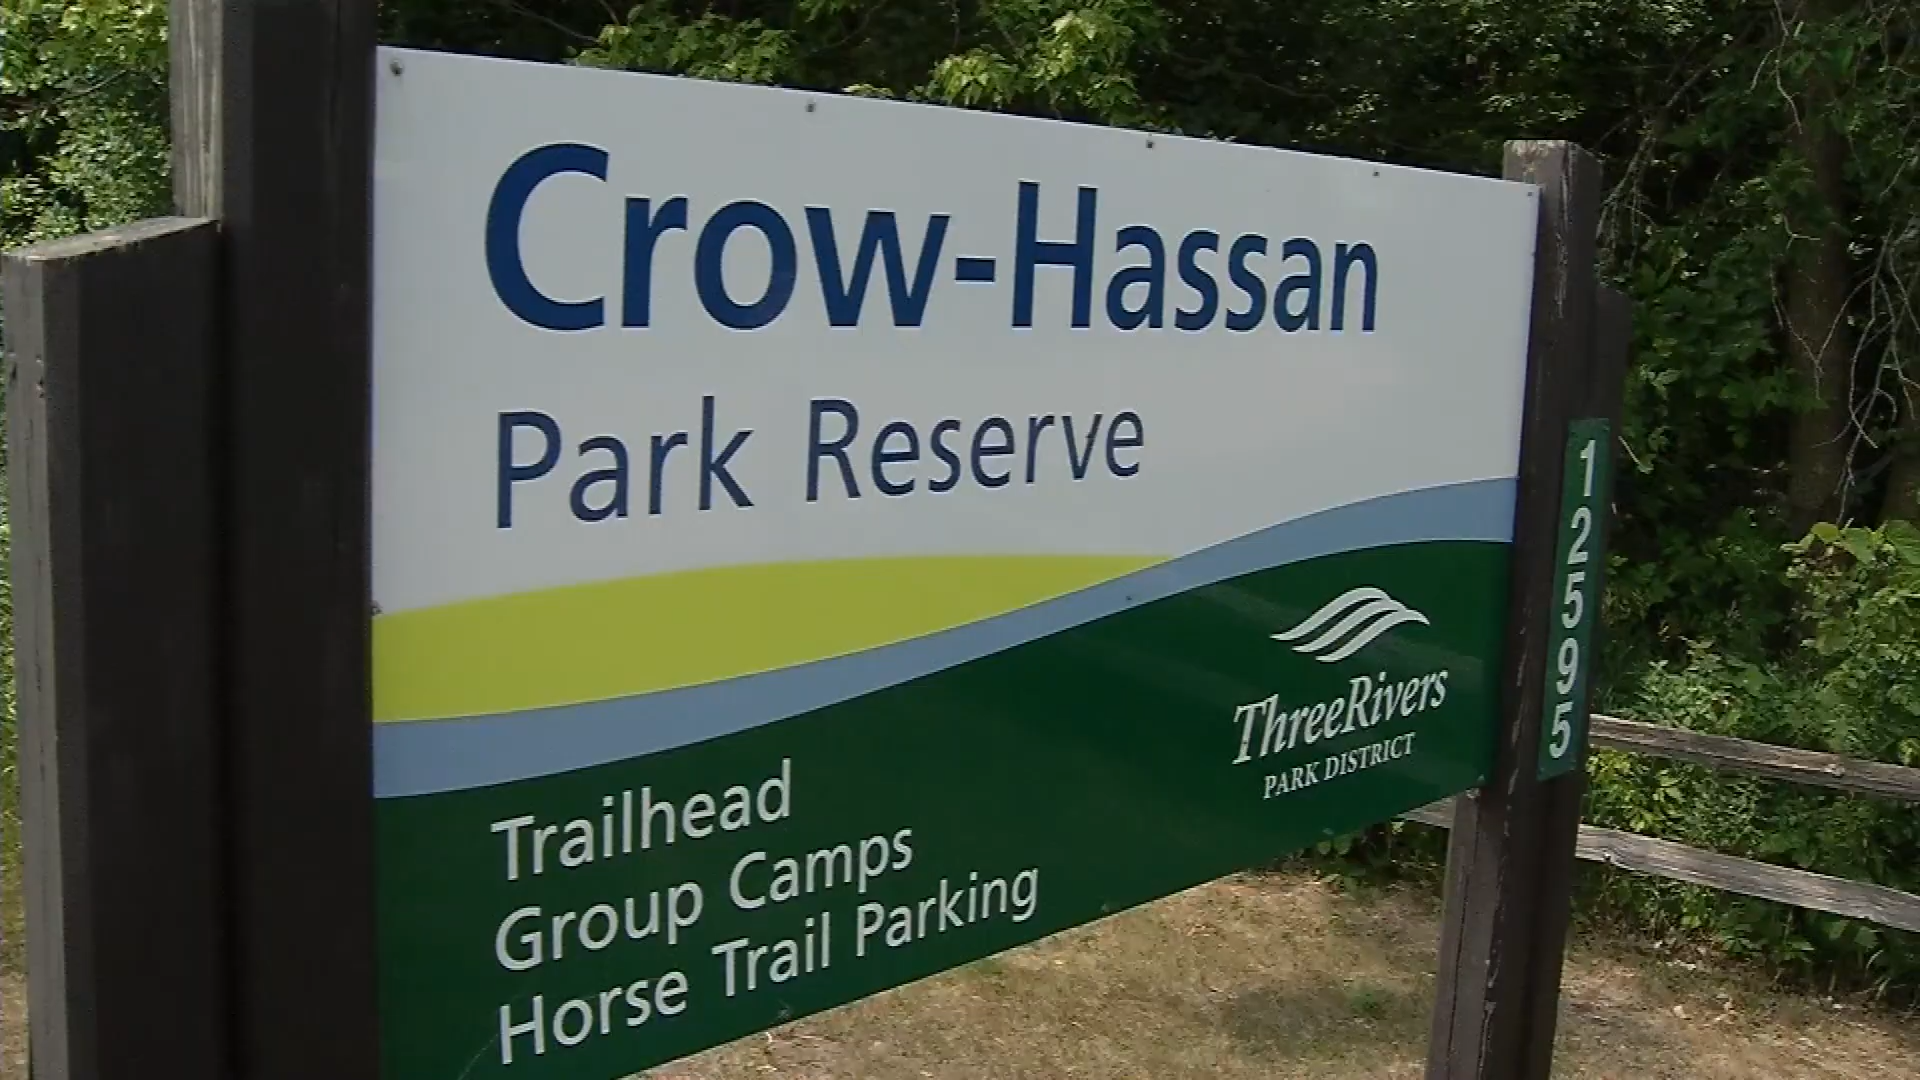 Crow-Hassan
Park Reserve
ThreeRivers
PARK DISTRICT
Trailhead
Group Camps
Horse Trail Parking
12595